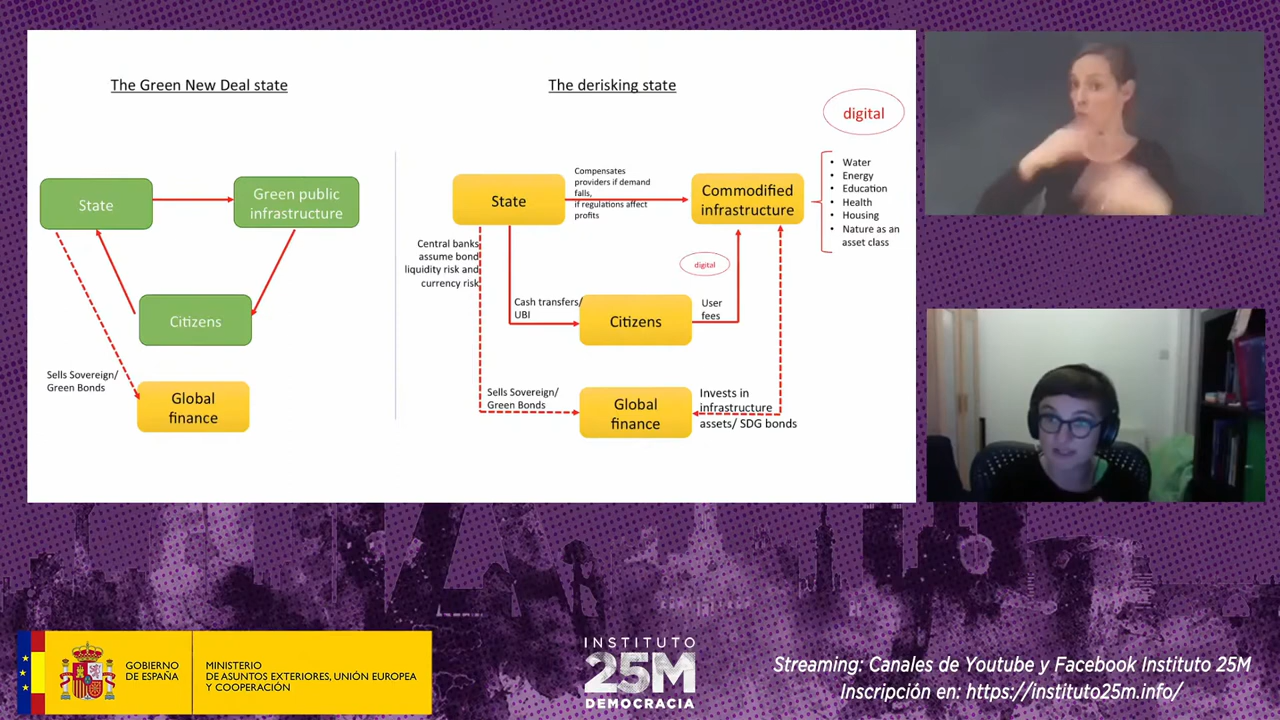 The Green New Deal state
State
Green public
infrastructure
Citizens
Sells Sovereign/
Green Bonds
Global
finance
The derisking state
digital
State
Compensates
providers if demand
falls,
if regulations affect
profits
Commodified
infrastructure
• Water
• Energy
• Education
• Health
• Housing
• Nature as an
asset class
Central banks
assume bond
liquidity risk and
currency risk
digital
Cash transfers/
UBI
Citizens
User
fees
Sells Sovereign/
Green Bonds
Global
finance
Invests in
infrastructure
assets/ SDG bonds
GOBIERNO
DE ESPAÑA
MINISTERIO
DE ASUNTOS EXTERIORES, UNIÓN EUROPEA
Y COOPERACIÓN
INSTITUTO
25M
DEMOCRACIA
Streaming: Canales de Youtube y Facebook Instituto 25M
Inscripción en: https://instituto25m.info/